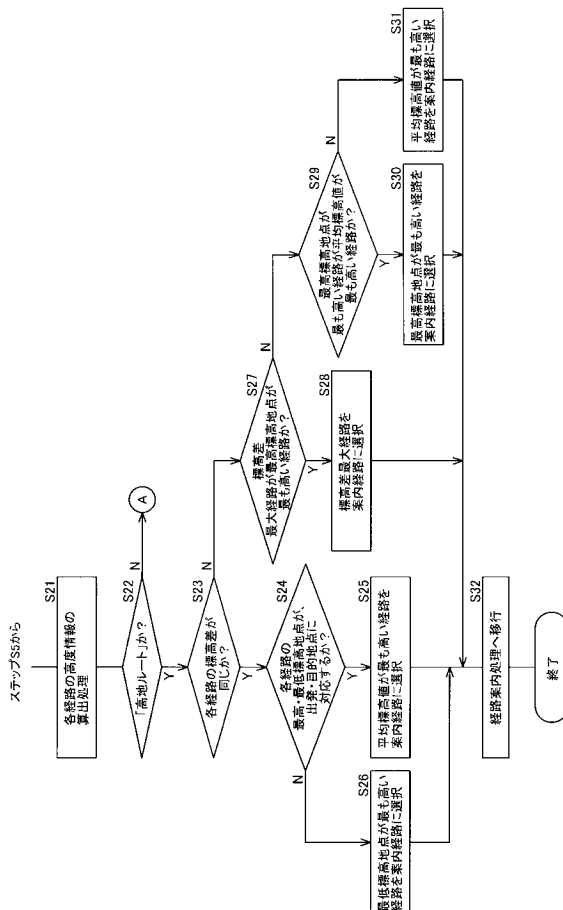 ステップS5から
S21
各経路の高度情報の
算出処理
S22
「高地ルート」か?
N
A
Y
S23
各経路の標高差が
同じか?
N
Y
S24
各経路の
最高・最低標高地点が、
出発・目的地点に
対応するか?
N
Y
S25
平均標高値が最も高い経路を
案内経路に選択
S26
最低標高地点が最も高い
経路を案内経路に選択
S27
標高差
最大経路が最高標高地点が
最も高い経路か?
N
Y
S28
標高差最大経路を
案内経路に選択
S29
最高標高地点が
最も高い経路が平均標高値が
最も高い経路か?
N
Y
S30
最高標高地点が最も高い経路を
案内経路に選択
S31
平均標高値が最も高い
経路を案内経路に選択
S32
経路案内処理へ移行
終了